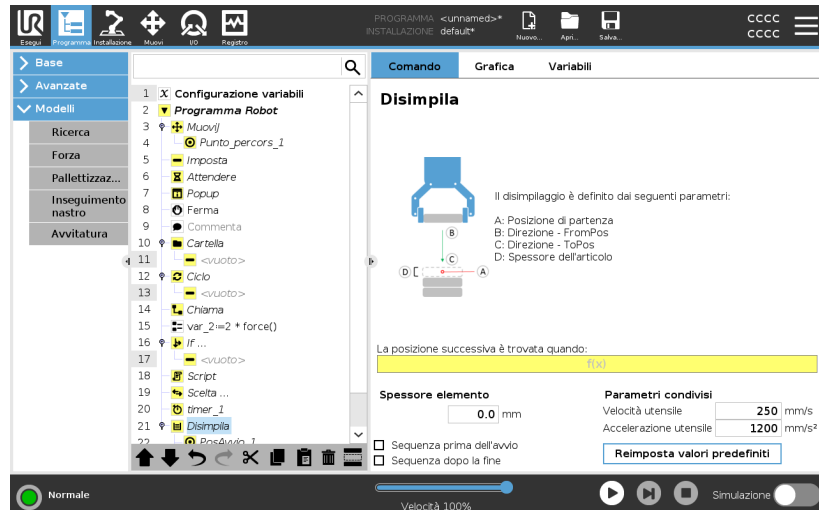 PROGRAMMA <unnamed>*
INSTALLAZIONE default*
CCCC
CCCC
Esegui Programma Installazione Muovi I/O Registro Nuovo... Apri... Salva...
Base
Avanzate
Modelli
Ricerca
Forza
Pallettizzaz...
Inseguimento
nastro
Avvitatura
1 X Configurazione variabili
2 Programma Robot
3 MuoviJ
4 Punto_percors_1
5 Imposta
6 Attendere
7 Popup
8 Ferma
9 Commenta
10 Cartella
11 <vuoto>
12 Ciclo
13 <vuoto>
14 Chiama
15 var_2:=2 * force()
16 If ...
17 <vuoto>
18 Script
19 Scelta ...
20 timer_1
21 Disimpila
22 PosAvvio_1
Comando Grafica Variabili
Disimpila
Il disimpilaggio è definito dai seguenti parametri:
A: Posizione di partenza
B: Direzione - FromPos
C: Direzione - ToPos
D: Spessore dell'articolo
B
C
D
A
La posizione successiva è trovata quando:
f(x)
Spessore elemento
0.0 mm
Sequenza prima dell'avvio
Sequenza dopo la fine
Parametri condivisi
Velocità utensile 250 mm/s
Accelerazione utensile 1200 mm/s²
Reimposta valori predefiniti
Normale
Velocità 100%
Simulazione